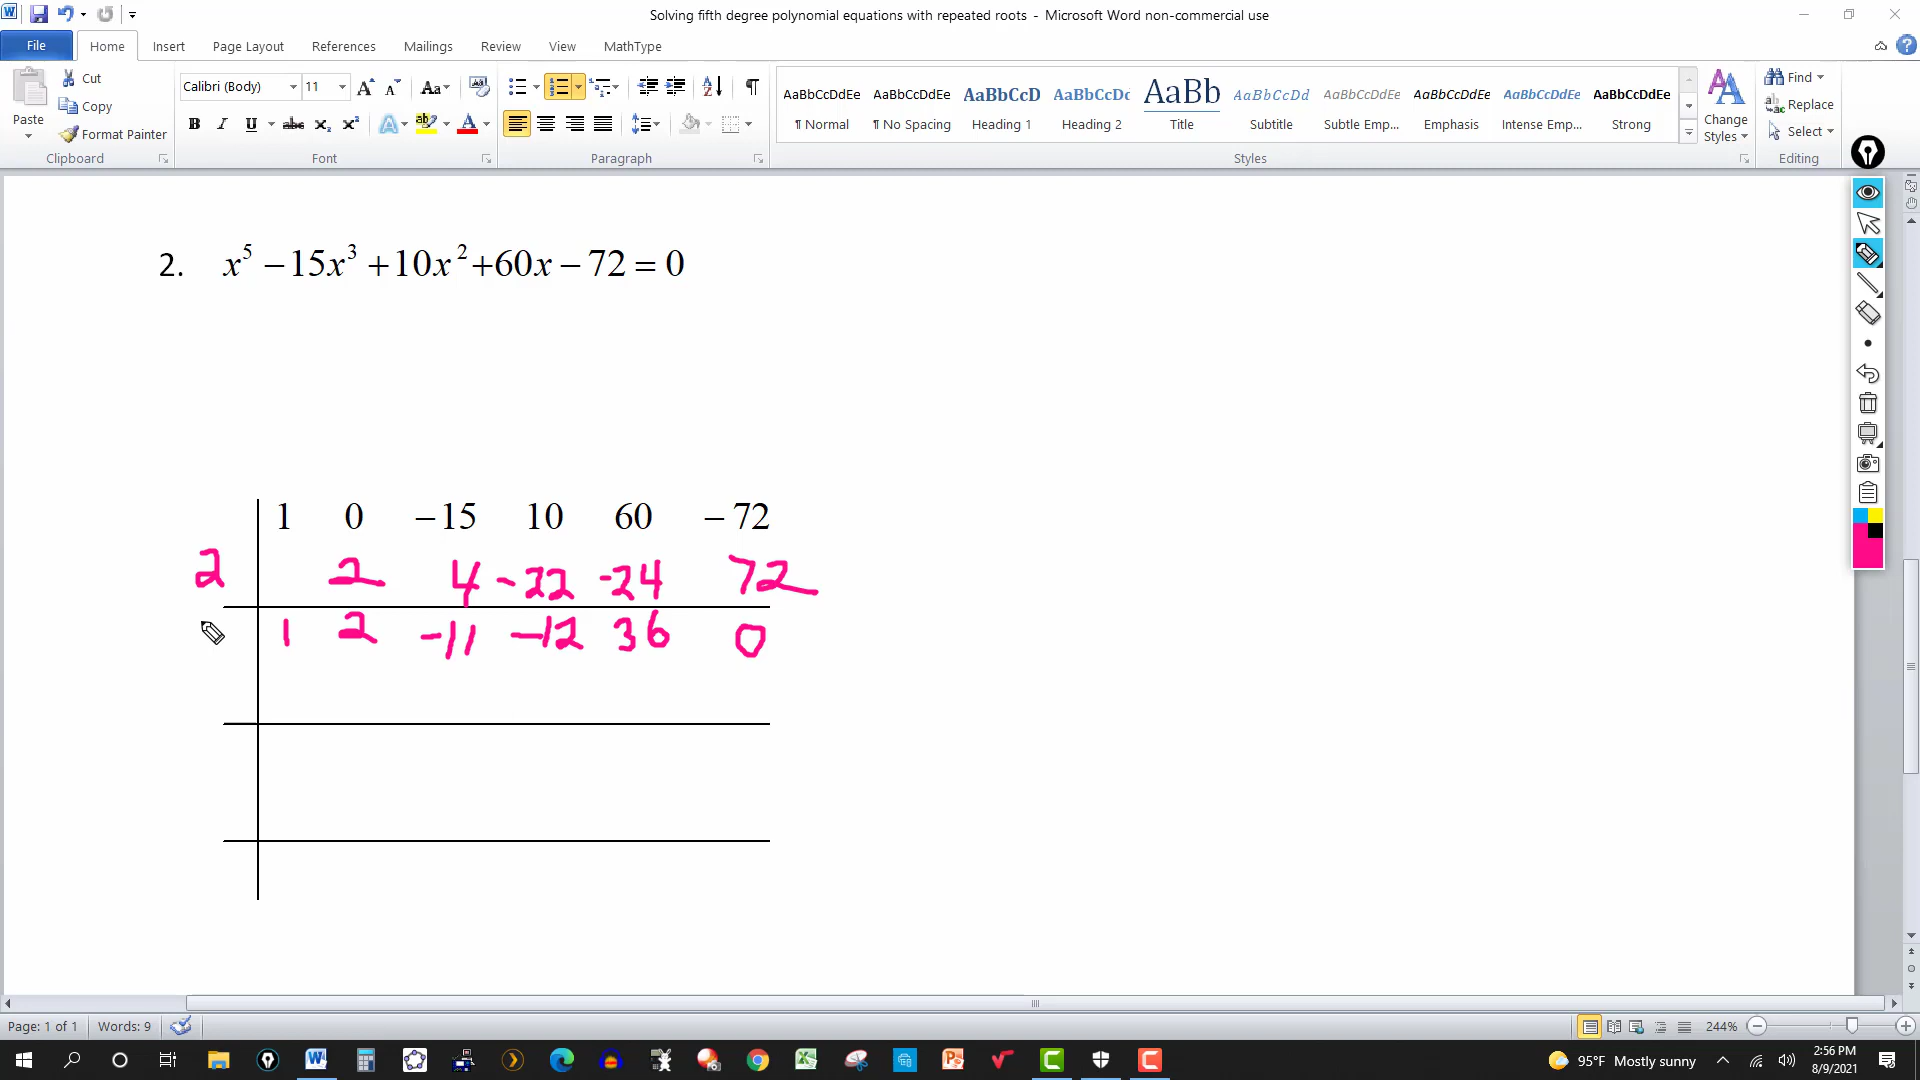 Solving fifth degree polynomial equations with repeated roots - Microsoft Word non-commercial use
File Home Insert Page Layout References Mailings Review View MathType
Paste Cut Copy Format Painter
Calibri (Body) 11
AaBbCcDdEe AaBbCcDdEe AaBbCcD AaBbCcDc AaBb AaBbCcDd AaBbCcDdEe AaBbCcDdEe AaBbCcDdEe AaBbCcDdEe
¶ Normal ¶ No Spacing Heading 1 Heading 2 Title Subtitle Subtle Emp... Emphasis Intense Emp... Strong
Change Styles
Find
Replace
Select
Clipboard Font Paragraph Styles Editing
2. x⁵ − 15x³ + 10x² + 60x − 72 = 0
1 0 −15 10 60 −72
2 2 4 -22 -24 72
1 2 -11 -12 36 0
Page: 1 of 1 Words: 9 244%
95°F Mostly sunny
2:56 PM
8/9/2021